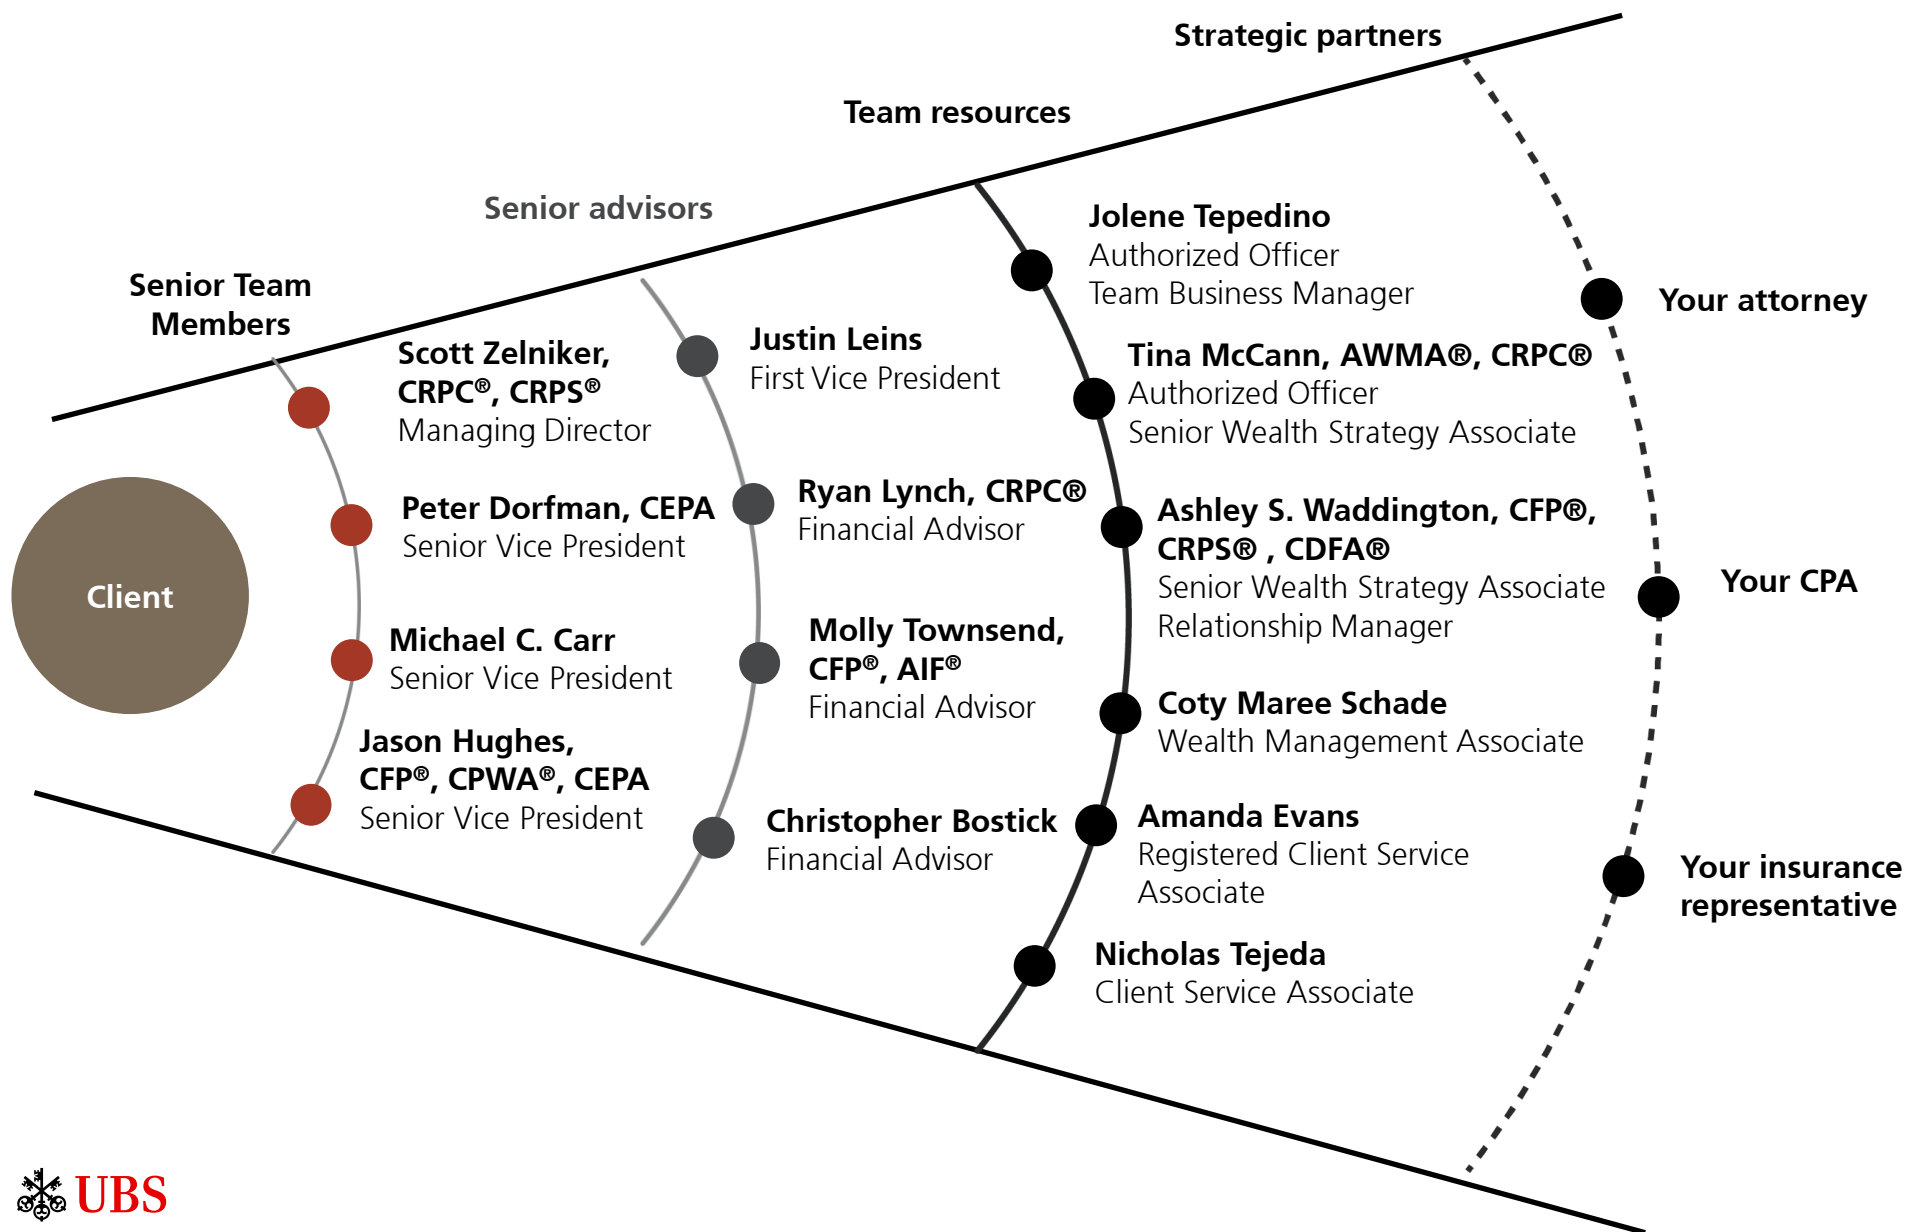 Strategic partners
Team resources
Senior advisors
Senior Team
Members
Client
Scott Zelniker,
CRPC®, CRPS®
Managing Director
Peter Dorfman, CEPA
Senior Vice President
Michael C. Carr
Senior Vice President
Jason Hughes,
CFP®, CPWA®, CEPA
Senior Vice President
Justin Leins
First Vice President
Ryan Lynch, CRPC®
Financial Advisor
Molly Townsend,
CFP®, AIF®
Financial Advisor
Christopher Bostick
Financial Advisor
Jolene Tepedino
Authorized Officer
Team Business Manager
Tina McCann, AWMA®, CRPC®
Authorized Officer
Senior Wealth Strategy Associate
Ashley S. Waddington, CFP®,
CRPS® , CDFA®
Senior Wealth Strategy Associate
Relationship Manager
Coty Maree Schade
Wealth Management Associate
Amanda Evans
Registered Client Service
Associate
Nicholas Tejeda
Client Service Associate
Your attorney
Your CPA
Your insurance
representative
UBS